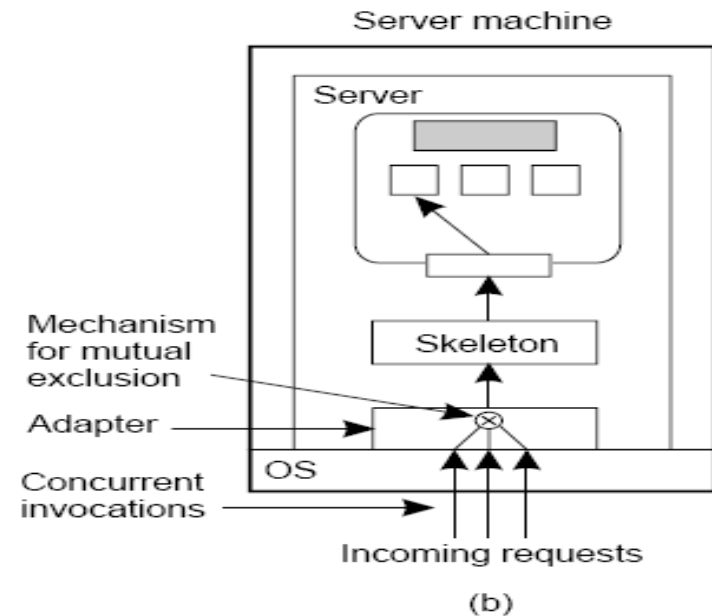 Server machine
Server
Mechanism
for mutual
exclusion
Skeleton
Adapter
OS
Concurrent
invocations
Incoming requests
(b)